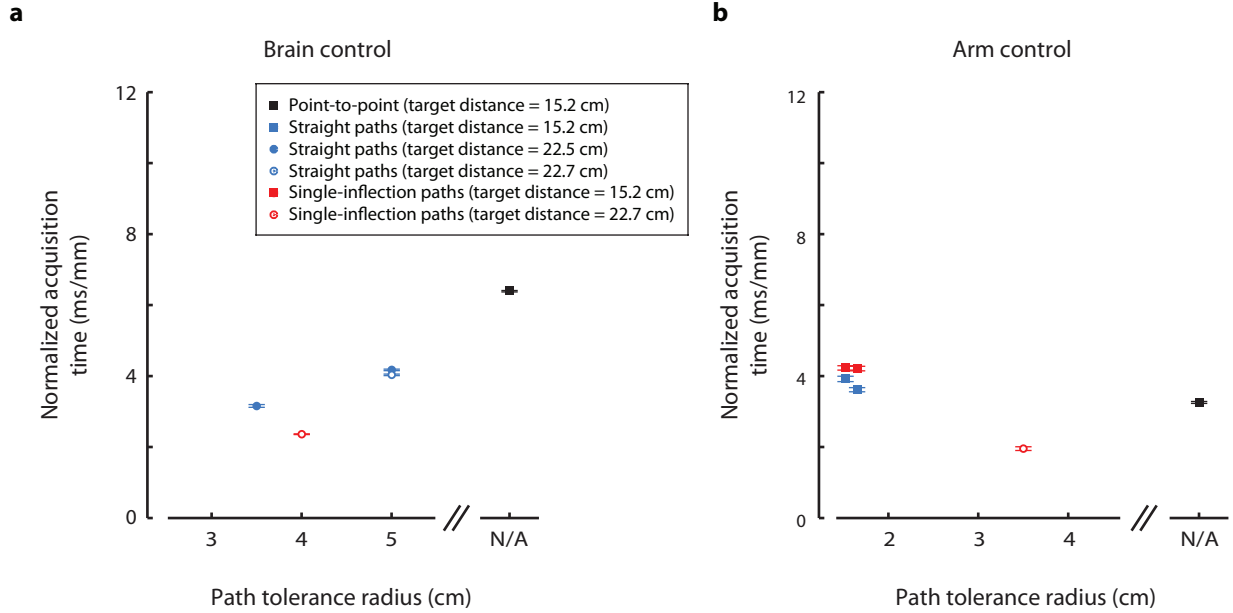 a
Brain control
Normalized acquisition
time (ms/mm)
12
8
4
0
Point-to-point (target distance = 15.2 cm)
Straight paths (target distance = 15.2 cm)
Straight paths (target distance = 22.5 cm)
Straight paths (target distance = 22.7 cm)
Single-inflection paths (target distance = 15.2 cm)
Single-inflection paths (target distance = 22.7 cm)
3 4 5 N/A
Path tolerance radius (cm)
b
Arm control
Normalized acquisition
time (ms/mm)
12
8
4
0
2 3 4 N/A
Path tolerance radius (cm)